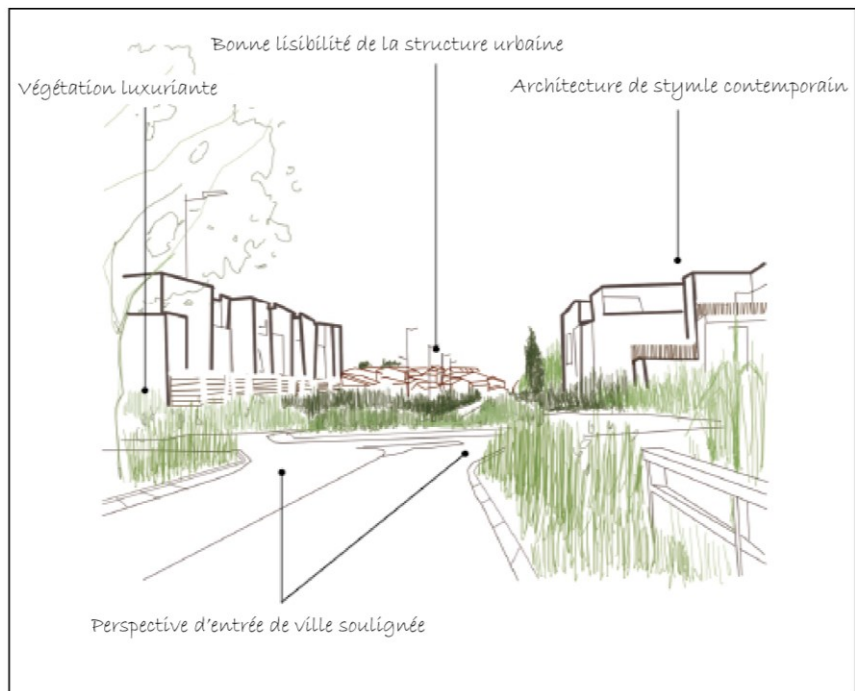 Bonne lisibilité de la structure urbaine
Végétation luxuriante
Architecture de stymle contemporain
Perspective d'entrée de ville soulignée